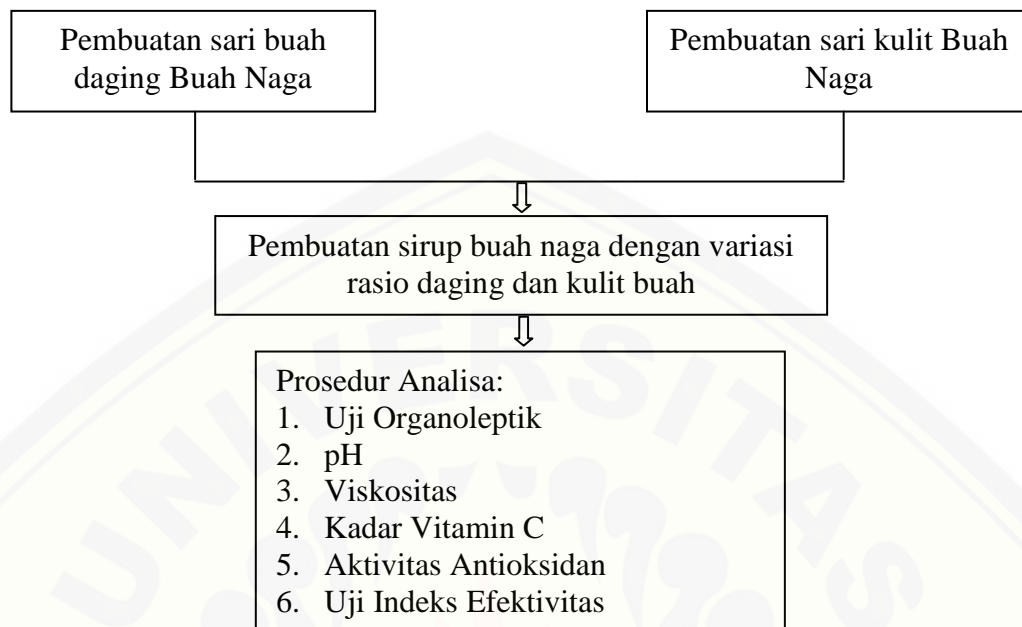 Pembuatan sari buah
daging Buah Naga
Pembuatan sari kulit Buah
Naga
Pembuatan sirup buah naga dengan variasi
rasio daging dan kulit buah
Prosedur Analisa:
1. Uji Organoleptik
2. pH
3. Viskositas
4. Kadar Vitamin C
5. Aktivitas Antioksidan
6. Uji Indeks Efektivitas
UNIVERSITAS